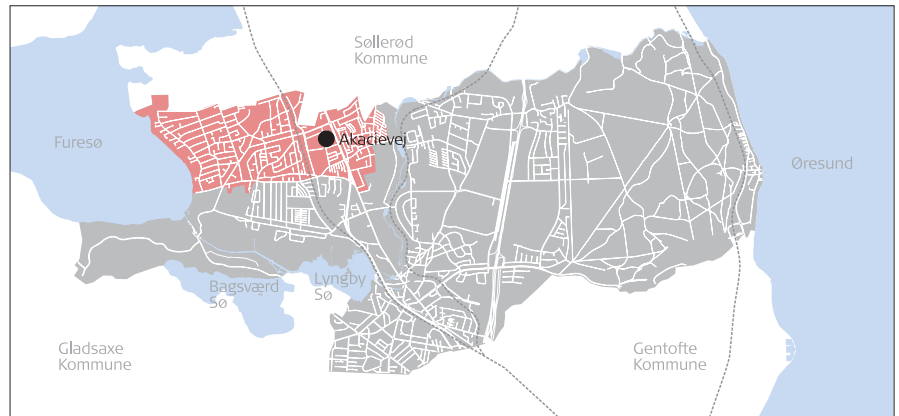 Søllerød
Kommune
Furesø
Akacievej
Øresund
Bagsværd
Sø
Lyngby
Sø
Gladsaxe
Kommune
Gentofte
Kommune